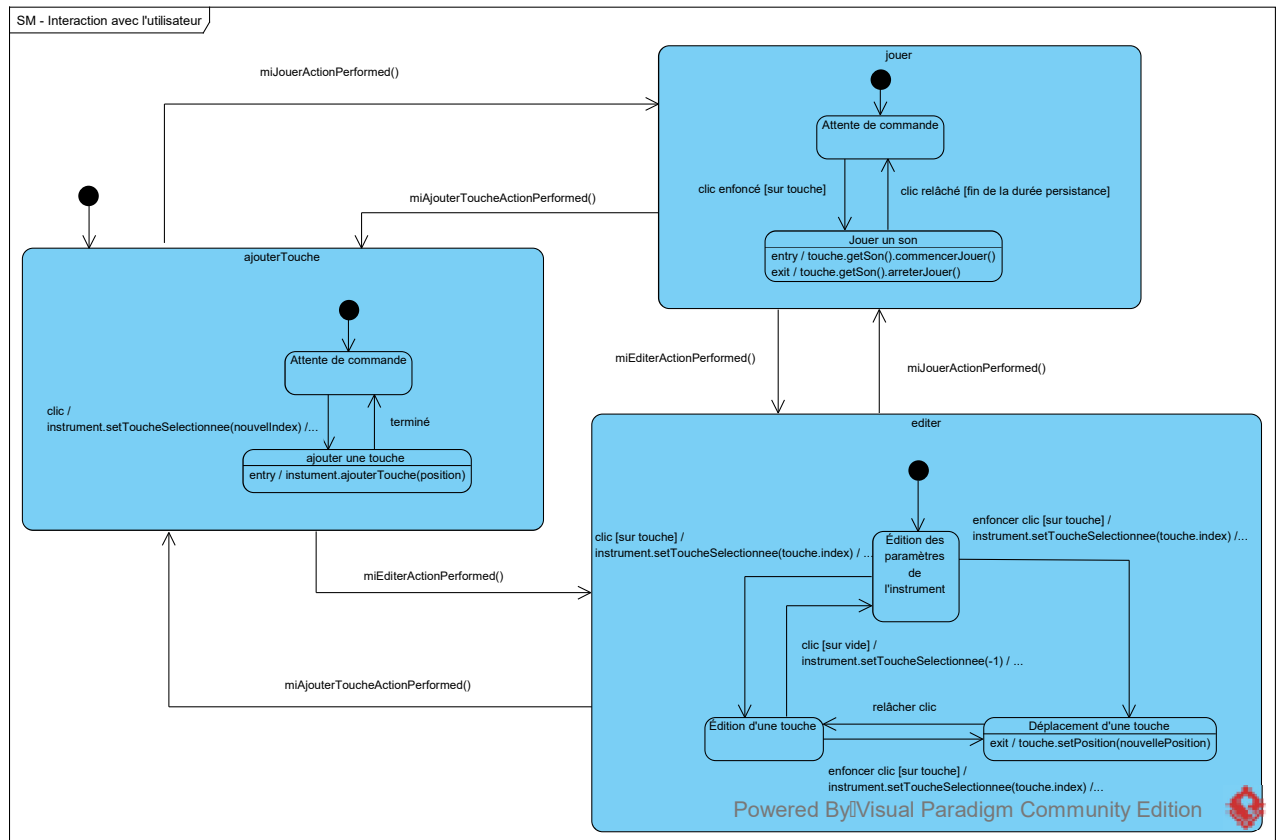 SM - Interaction avec l'utilisateur
jouer
miJouerActionPerformed()
Attente de commande
clic enfoncé [sur touche]
clic relâché [fin de la durée persistance]
miAjouterToucheActionPerformed()
Jouer un son
entry / touche.getSon().commencerJouer()
exit / touche.getSon().arreterJouer()
ajouterTouche
Attente de commande
clic /
instrument.setToucheSelectionnee(nouvelIndex) /...
terminé
ajouter une touche
entry / instument.ajouterTouche(position)
miEditerActionPerformed()
miJouerActionPerformed()
editer
clic [sur touche] /
instrument.setToucheSelectionnee(touche.index) / ...
Édition des
paramètres
de
l'instrument
enfoncer clic [sur touche] /
instrument.setToucheSelectionnee(touche.index) /...
miEditerActionPerformed()
clic [sur vide] /
instrument.setToucheSelectionnee(-1) / ...
miAjouterToucheActionPerformed()
relâcher clic
Édition d'une touche
Déplacement d'une touche
exit / touche.setPosition(nouvellePosition)
enfoncer clic [sur touche] /
instrument.setToucheSelectionnee(touche.index) /...
Powered By Visual Paradigm Community Edition